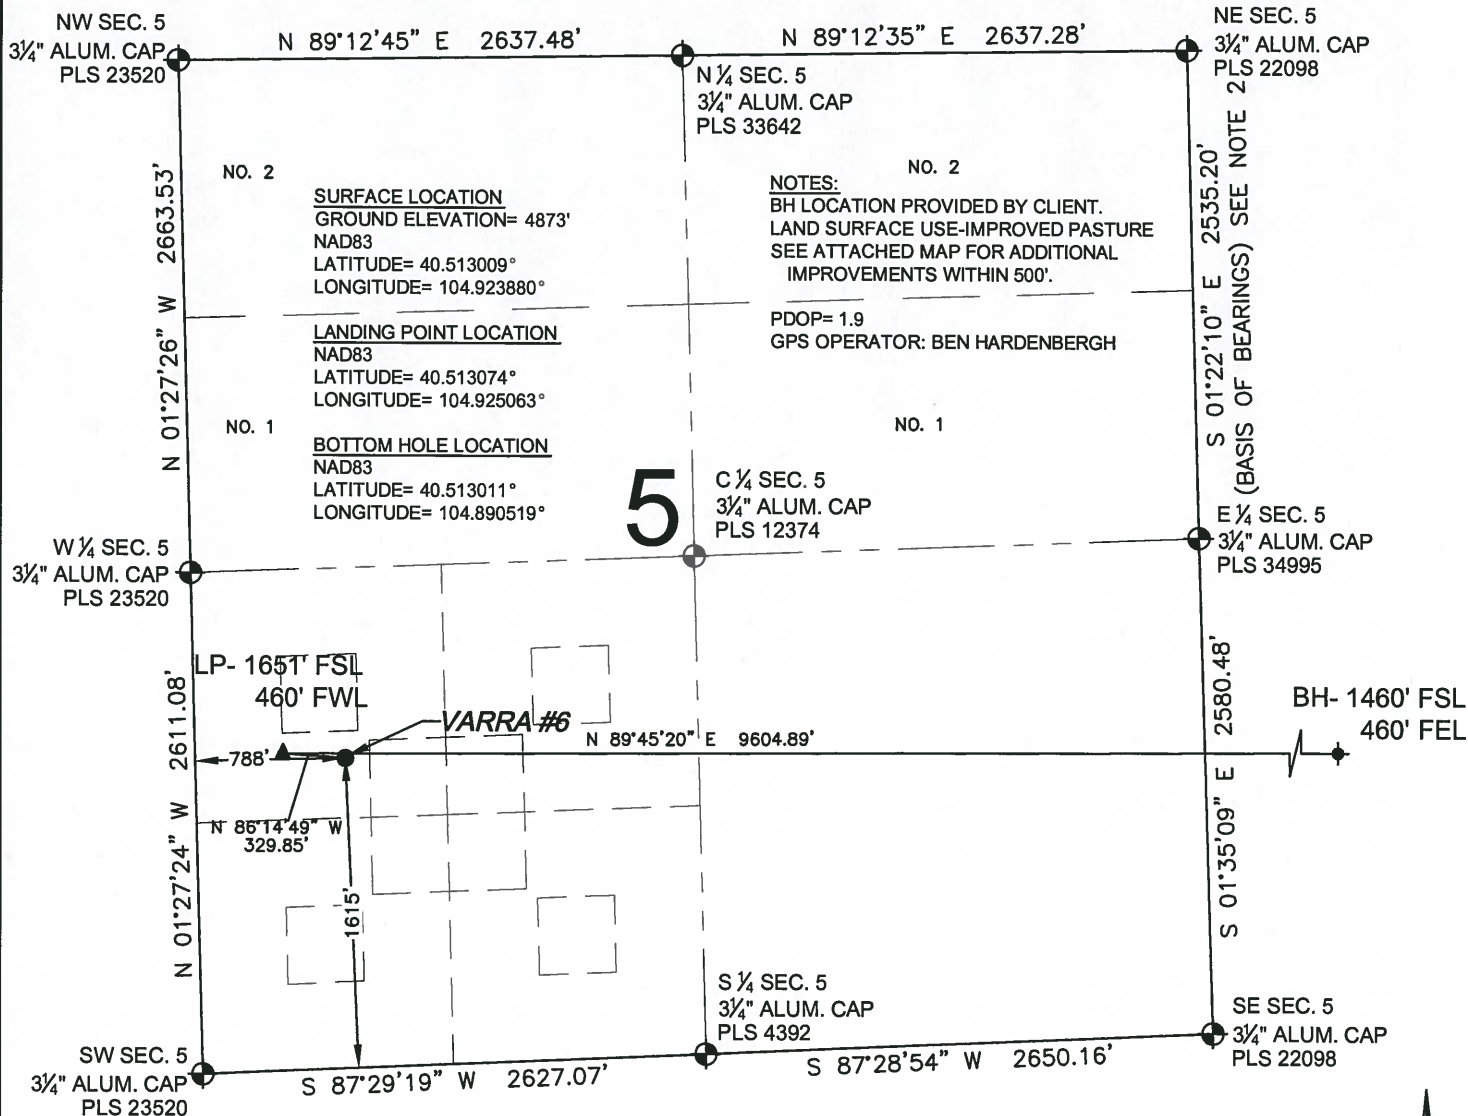 NW SEC. 5
3¼" ALUM. CAP
PLS 23520
N 89°12'45" E 2637.48'
N 89°12'35" E 2637.28'
NE SEC. 5
3¼" ALUM. CAP
PLS 22098
N ¼ SEC. 5
3¼" ALUM. CAP
PLS 33642
N 01°27'26" W 2663.53'
NO. 2
SURFACE LOCATION
GROUND ELEVATION= 4873'
NAD83
LATITUDE= 40.513009°
LONGITUDE= 104.923880°
NO. 2
NOTES:
BH LOCATION PROVIDED BY CLIENT.
LAND SURFACE USE-IMPROVED PASTURE
SEE ATTACHED MAP FOR ADDITIONAL
IMPROVEMENTS WITHIN 500'.
PDOP= 1.9
GPS OPERATOR: BEN HARDENBERGH
S 01°22'10" E 2535.20'
(BASIS OF BEARINGS) SEE NOTE 2
LANDING POINT LOCATION
NAD83
LATITUDE= 40.513074°
LONGITUDE= 104.925063°
NO. 1
NO. 1
BOTTOM HOLE LOCATION
NAD83
LATITUDE= 40.513011°
LONGITUDE= 104.890519°
5
C ¼ SEC. 5
3¼" ALUM. CAP
PLS 12374
E ¼ SEC. 5
3¼" ALUM. CAP
PLS 34995
W ¼ SEC. 5
3¼" ALUM. CAP
PLS 23520
LP- 1651' FSL
460' FWL
VARRA #6
N 89°45'20" E 9604.89'
BH- 1460' FSL
460' FEL
788'
N 86°14'49" W
329.85'
1615'
N 01°27'24" W 2611.08'
S 01°35'09" E 2580.48'
S ¼ SEC. 5
3¼" ALUM. CAP
PLS 4392
SE SEC. 5
3¼" ALUM. CAP
PLS 22098
SW SEC. 5
3¼" ALUM. CAP
PLS 23520
S 87°29'19" W 2627.07'
S 87°28'54" W 2650.16'